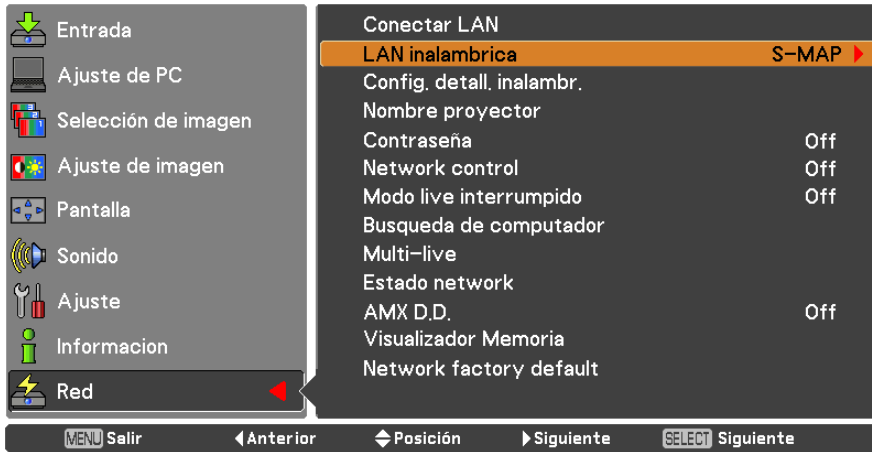 Entrada
Ajuste de PC
Selección de imagen
Ajuste de imagen
Pantalla
Sonido
Ajuste
Informacion
Red
Conectar LAN
LAN inalambrica S-MAP
Config. detall. inalambr.
Nombre proyector
Contraseña Off
Network control Off
Modo live interrumpido Off
Busqueda de computador
Multi-live
Estado network
AMX D.D. Off
Visualizador Memoria
Network factory default
MENU Salir Anterior Posición Siguiente SELECT Siguiente